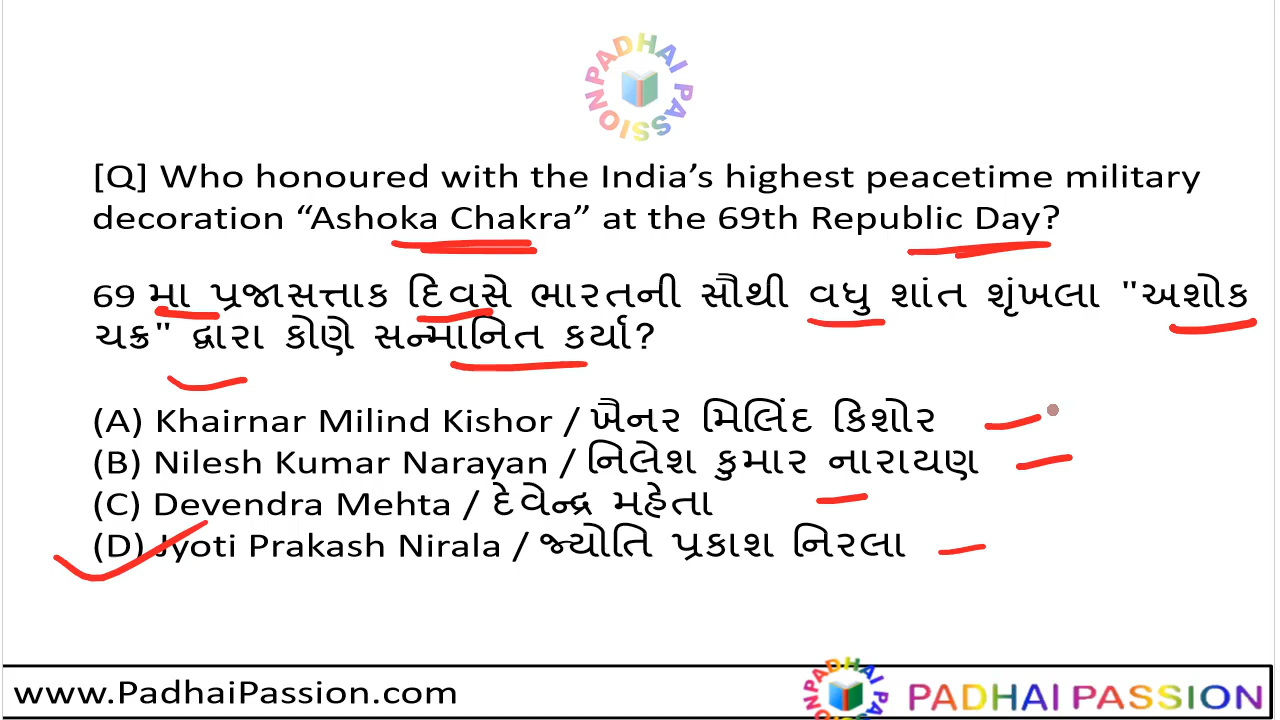 PADHAI PASSION
[Q] Who honoured with the India’s highest peacetime military
decoration “Ashoka Chakra” at the 69th Republic Day?
69 મા પ્રજાસત્તાક દિવસે ભારતની સૌથી વધુ શાંત શૃંખલા "અશોક
ચક્ર" દ્વારા કોણે સન્માનિત કર્યા?
(A) Khairnar Milind Kishor / ખૈનર મિલિંદ કિશોર
(B) Nilesh Kumar Narayan / નિલેશ કુમાર નારાયણ
(C) Devendra Mehta / દેવેન્દ્ર મહેતા
(D) Jyoti Prakash Nirala / જ્યોતિ પ્રકાશ નિરલા
www.PadhaiPassion.com
PADHAI PASSION
PADHAI PASSION